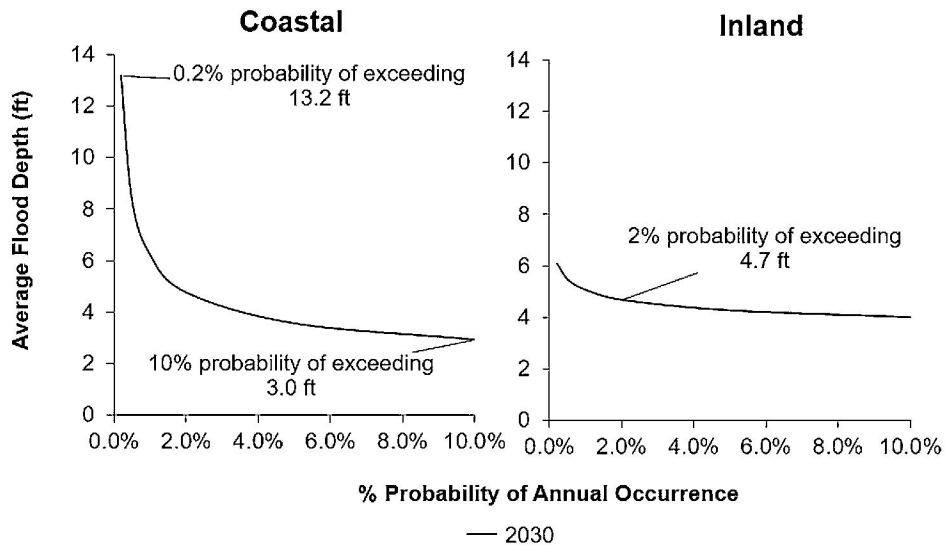 Coastal
Average Flood Depth (ft)
14
12
10
8
6
4
2
0
0.2% probability of exceeding
13.2 ft
10% probability of exceeding
3.0 ft
0.0% 2.0% 4.0% 6.0% 8.0% 10.0%
Inland
14
12
10
8
6
4
2
0
2% probability of exceeding
4.7 ft
0.0% 2.0% 4.0% 6.0% 8.0% 10.0%
% Probability of Annual Occurrence
2030